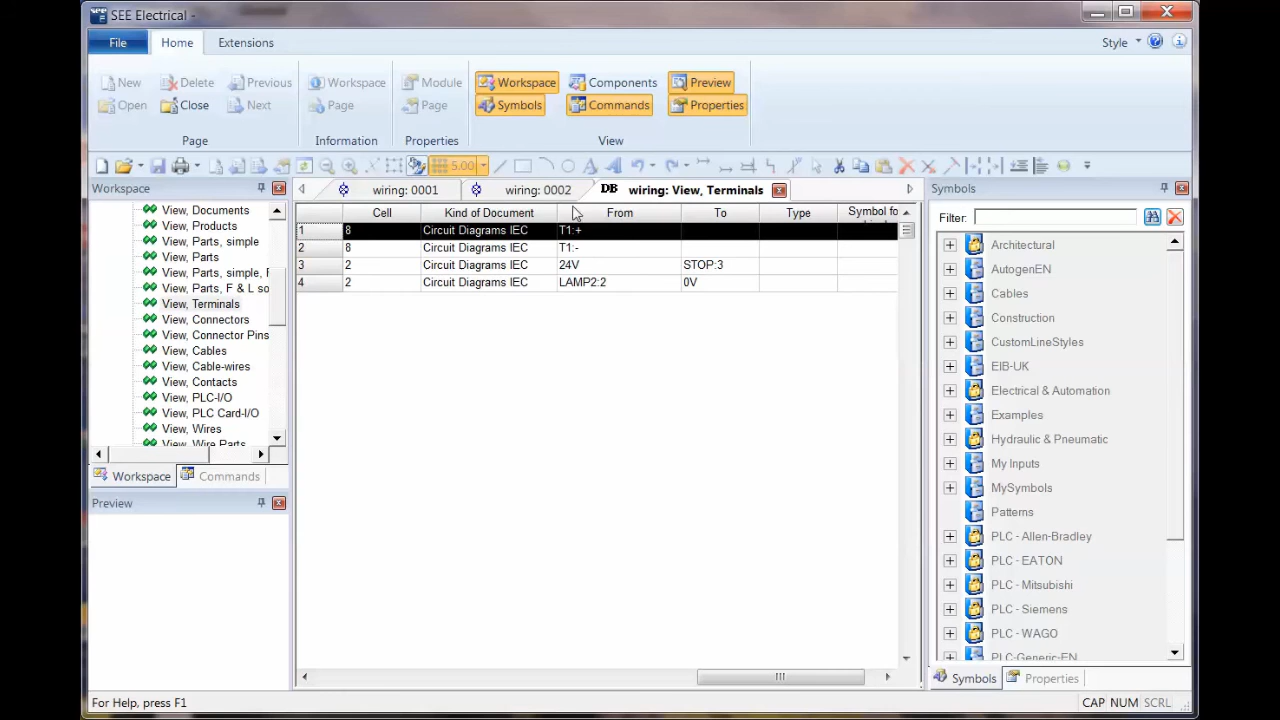 SEE Electrical -
File Home Extensions Style
New Delete Previous Workspace Module Workspace Components Preview
Open Close Next Page Page Symbols Commands Properties
Page Information Properties View
5.00
Workspace wiring: 0001 wiring: 0002 DB wiring: View, Terminals Symbols
View, Documents
View, Products
View, Parts, simple
View, Parts
View, Parts, simple, F
View, Parts, F & L so
View, Terminals
View, Connectors
View, Connector Pins
View, Cables
View, Cable-wires
View, Contacts
View, PLC-I/O
View, PLC Card-I/O
View, Wires
View, Wire Parts
Workspace Commands
Preview
Cell Kind of Document From To Type Symbol fo
1 8 Circuit Diagrams IEC T1:+
2 8 Circuit Diagrams IEC T1:-
3 2 Circuit Diagrams IEC 24V STOP:3
4 2 Circuit Diagrams IEC LAMP2:2 0V
Filter:
Architectural
AutogenEN
Cables
Construction
CustomLineStyles
EIB-UK
Electrical & Automation
Examples
Hydraulic & Pneumatic
My Inputs
MySymbols
Patterns
PLC - Allen-Bradley
PLC - EATON
PLC - Mitsubishi
PLC - Siemens
PLC - WAGO
PLC-Generic-EN
Symbols Properties
For Help, press F1 CAP NUM SCRL